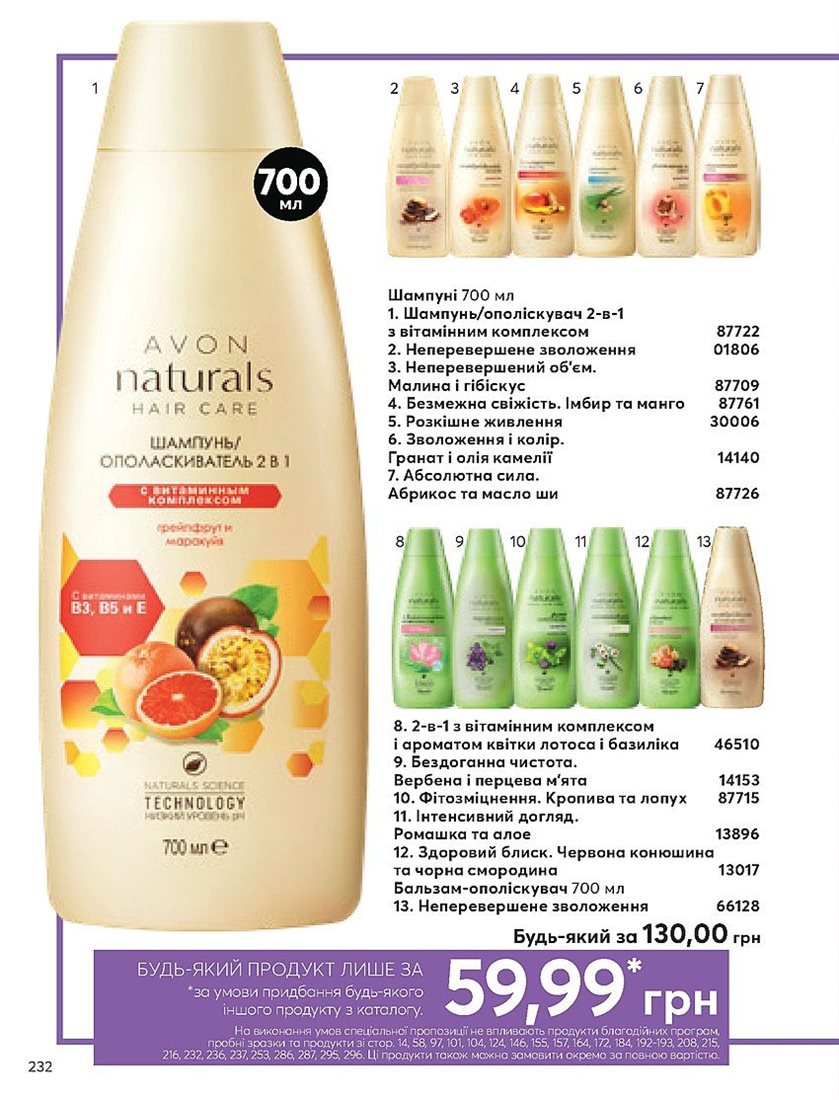 1
700
МЛ
AVON
naturals
HAIR CARE
ШАМПУНЬ/
ОПОЛАСКИВАТЕЛЬ 2 В 1
С ВИТАМИННЫМ
КОМПЛЕКСОМ
грейпфрут и
маракуйя
С витаминами
B3, B5 и E
NATURALS SCIENCE
TECHNOLOGY
НИЗКИЙ УРОВЕНЬ pH
700 мл e
2 3 4 5 6 7
Шампуні 700 мл
1. Шампунь/ополіскувач 2-в-1
з вітамінним комплексом 87722
2. Неперевершене зволоження 01806
3. Неперевершений об'єм.
Малина і гібіскус 87709
4. Безмежна свіжість. Імбир та манго 87761
5. Розкішне живлення 30006
6. Зволоження і колір.
Гранат і олія камелії 14140
7. Абсолютна сила.
Абрикос та масло ши 87726
8 9 10 11 12 13
8. 2-в-1 з вітамінним комплексом
і ароматом квітки лотоса і базиліка 46510
9. Бездоганна чистота.
Вербена і перцева м'ята 14153
10. Фітозміцнення. Кропива та лопух 87715
11. Інтенсивний догляд.
Ромашка та алое 13896
12. Здоровий блиск. Червона конюшина
та чорна смородина 13017
Бальзам-ополіскувач 700 мл
13. Неперевершене зволоження 66128
Будь-який за 130,00 грн
БУДЬ-ЯКИЙ ПРОДУКТ ЛИШЕ ЗА
*за умови придбання будь-якого
іншого продукту з каталогу.
59,99* грн
На виконання умов спеціальної пропозиції не впливають продукти благодійних програм,
пробні зразки та продукти зі стор. 14, 58, 97, 101, 104, 124, 146, 155, 157, 164, 172, 184, 192-193, 208, 215,
216, 232, 236, 237, 253, 286, 287, 295, 296. Ці продукти також можна замовити окремо за повною вартістю.
232